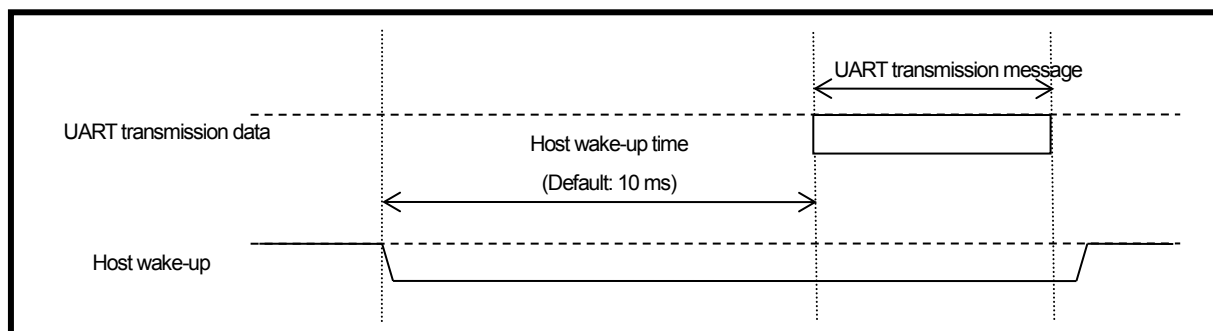 UART transmission message
UART transmission data
Host wake-up time
(Default: 10 ms)
Host wake-up